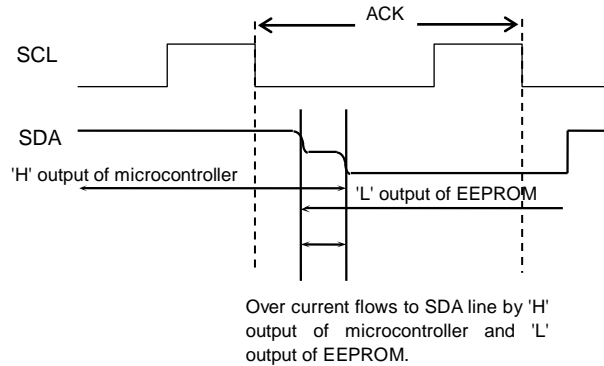 ACK
SCL
SDA
'H' output of microcontroller
'L' output of EEPROM
Over current flows to SDA line by 'H'
output of microcontroller and 'L'
output of EEPROM.